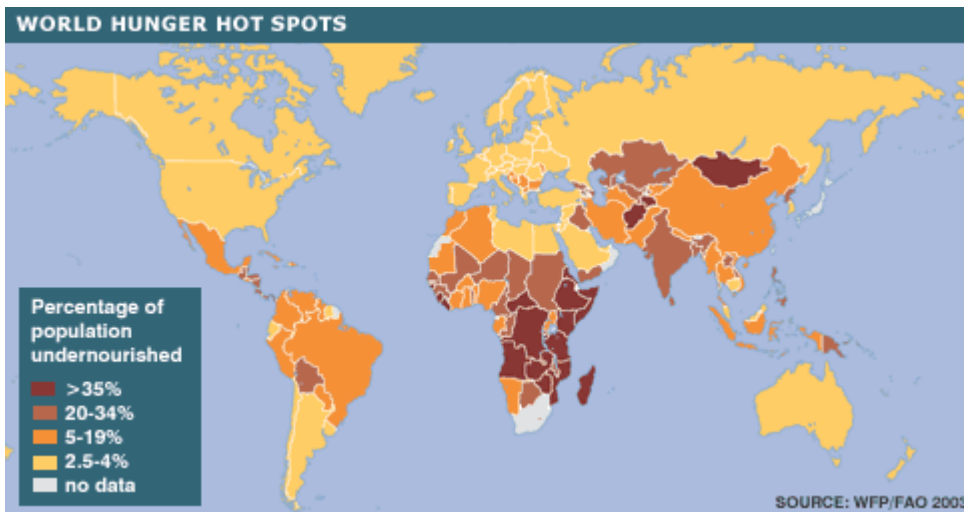 WORLD HUNGER HOT SPOTS
Percentage of
population
undernourished
>35%
20-34%
5-19%
2.5-4%
no data
SOURCE: WFP/FAO 2003